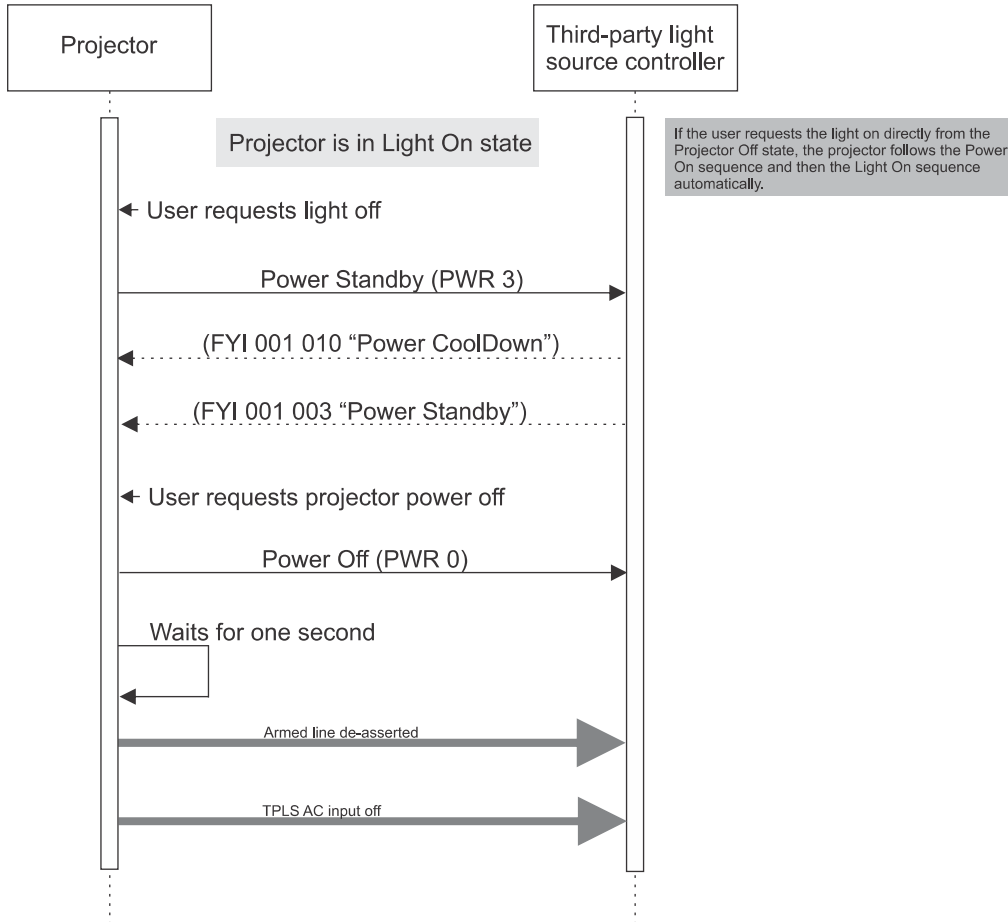 Projector
Third-party light
source controller
Projector is in Light On state
If the user requests the light on directly from the
Projector Off state, the projector follows the Power
On sequence and then the Light On sequence
automatically.
User requests light off
Power Standby (PWR 3)
(FYI 001 010 “Power CoolDown”)
(FYI 001 003 “Power Standby”)
User requests projector power off
Power Off (PWR 0)
Waits for one second
Armed line de-asserted
TPLS AC input off